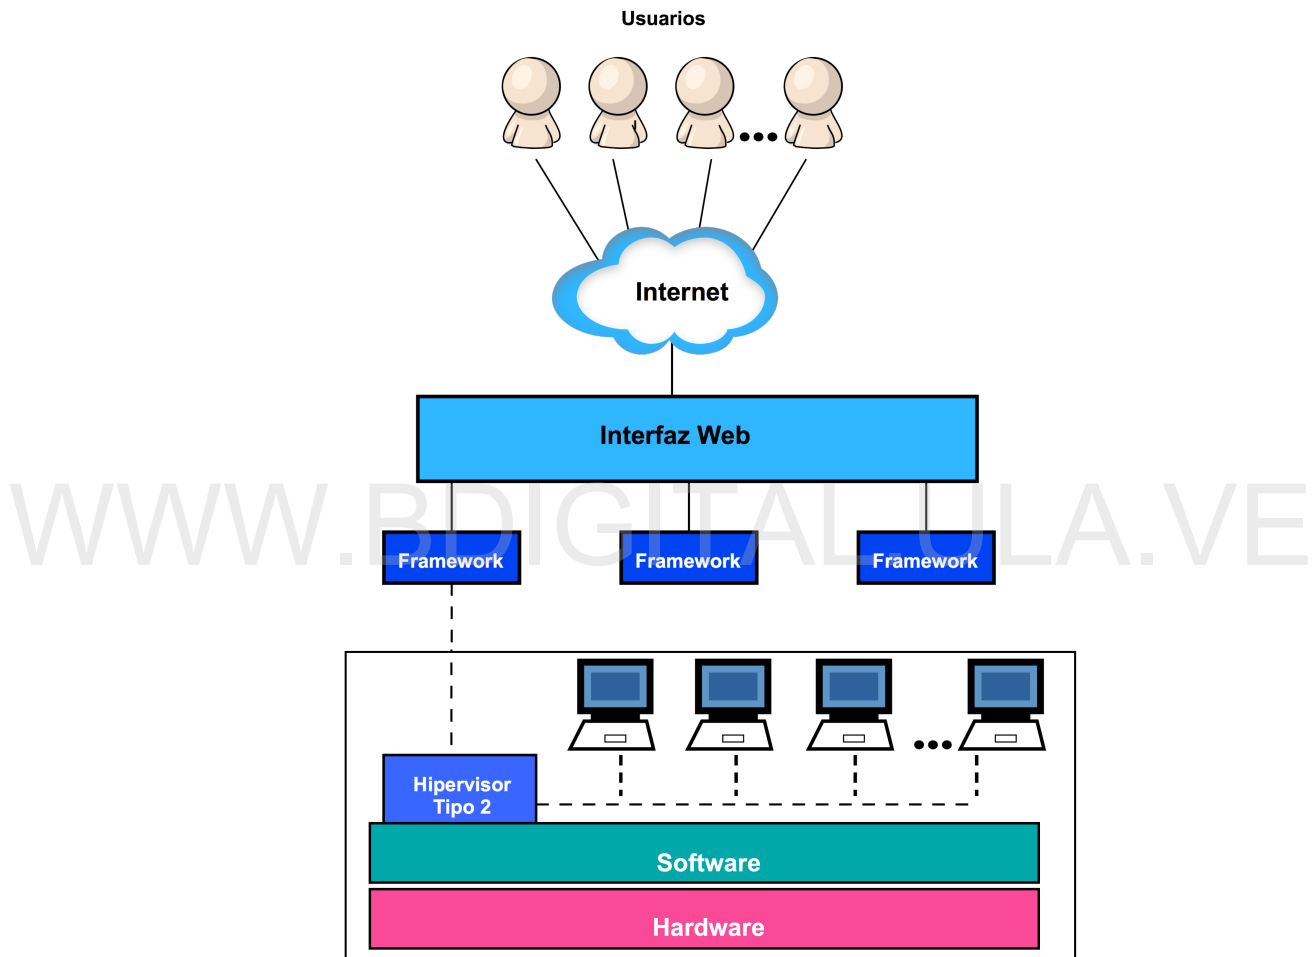 Usuarios
Internet
Interfaz Web
WWW.BDIGITAL.ULA.VE
Framework
Framework
Framework
Hipervisor
Tipo 2
Software
Hardware